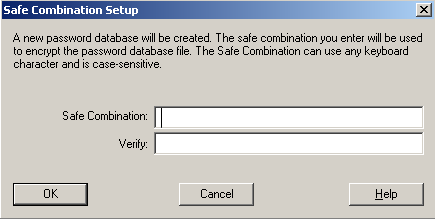 Safe Combination Setup
A new password database will be created. The safe combination you enter will be used
to encrypt the password database file. The Safe Combination can use any keyboard
character and is case-sensitive.
Safe Combination:
Verify:
OK Cancel Help